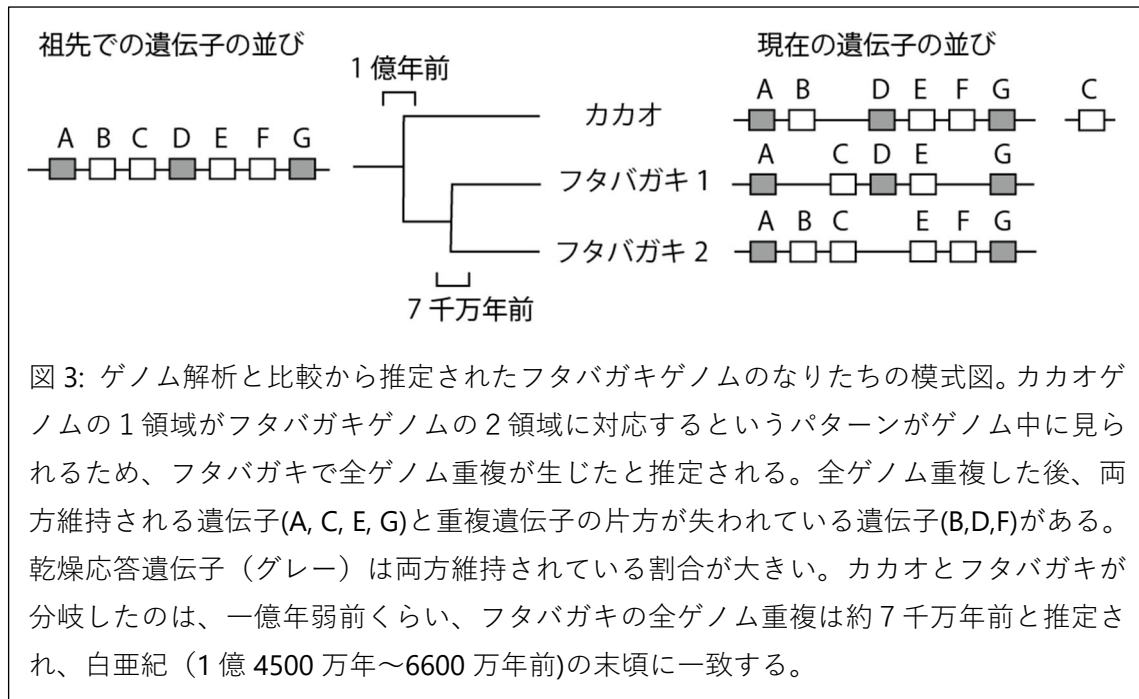 祖先での遺伝子の並び
現在の遺伝子の並び
1 億年前
A B C D E F G
カカオ
A B D E F G C
フタバガキ 1
A C D E G
フタバガキ 2
A B C E F G
7 千万年前
図 3: ゲノム解析と比較から推定されたフタバガキゲノムのなりたちの模式図。カカオゲ
ノムの 1 領域がフタバガキゲノムの 2 領域に対応するというパターンがゲノム中に見ら
れるため、フタバガキで全ゲノム重複が生じたと推定される。全ゲノム重複した後、両
方維持される遺伝子(A, C, E, G)と重複遺伝子の片方が失われている遺伝子(B,D,F)がある。
乾燥応答遺伝子（グレー）は両方維持されている割合が大きい。カカオとフタバガキが
分岐したのは、一億年弱前くらい、フタバガキの全ゲノム重複は約 7 千万年前と推定さ
れ、白亜紀（1 億 4500 万年～6600 万年前)の末頃に一致する。